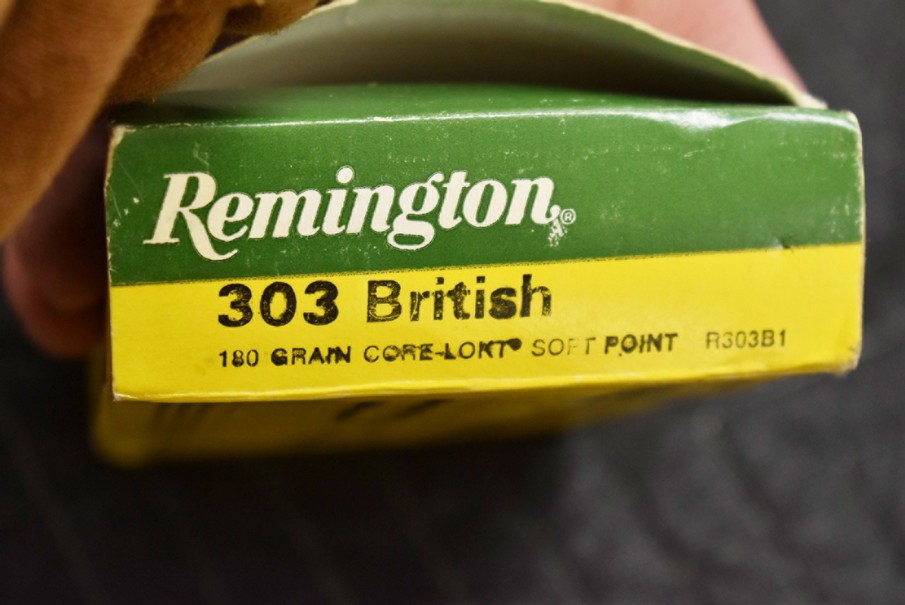 Remington®
303 British
180 GRAIN CORE-LOKT® SOFT POINT R303B1